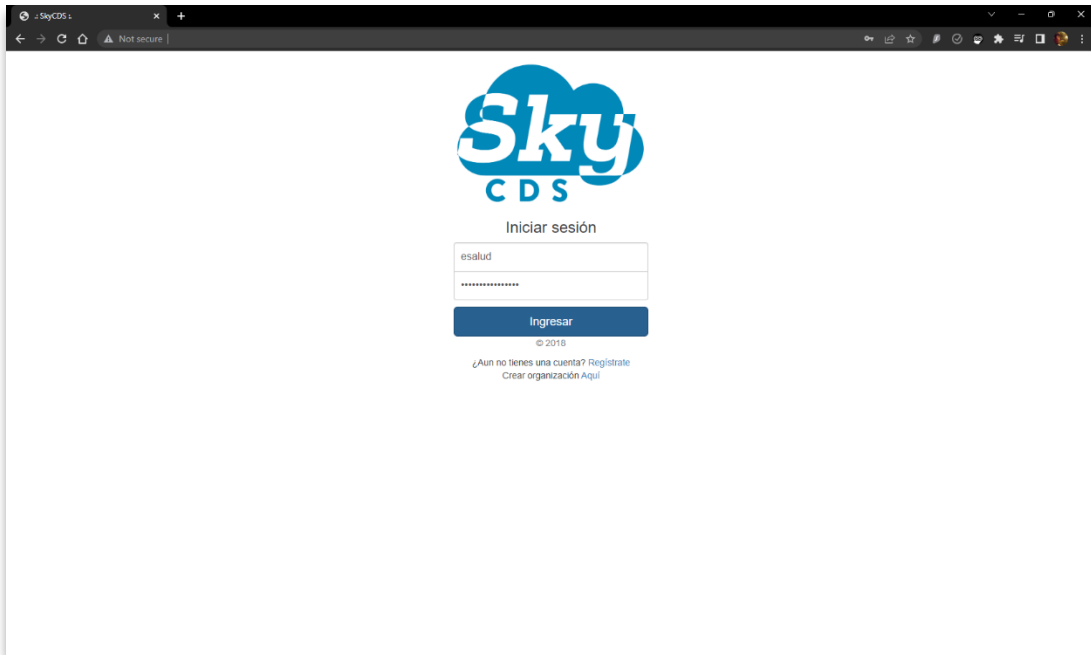 .: SkyCDS :.
Not secure
Sky
CDS
Iniciar sesión
esalud
•••••••••••••••
Ingresar
© 2018
¿Aun no tienes una cuenta? Regístrate
Crear organización Aquí